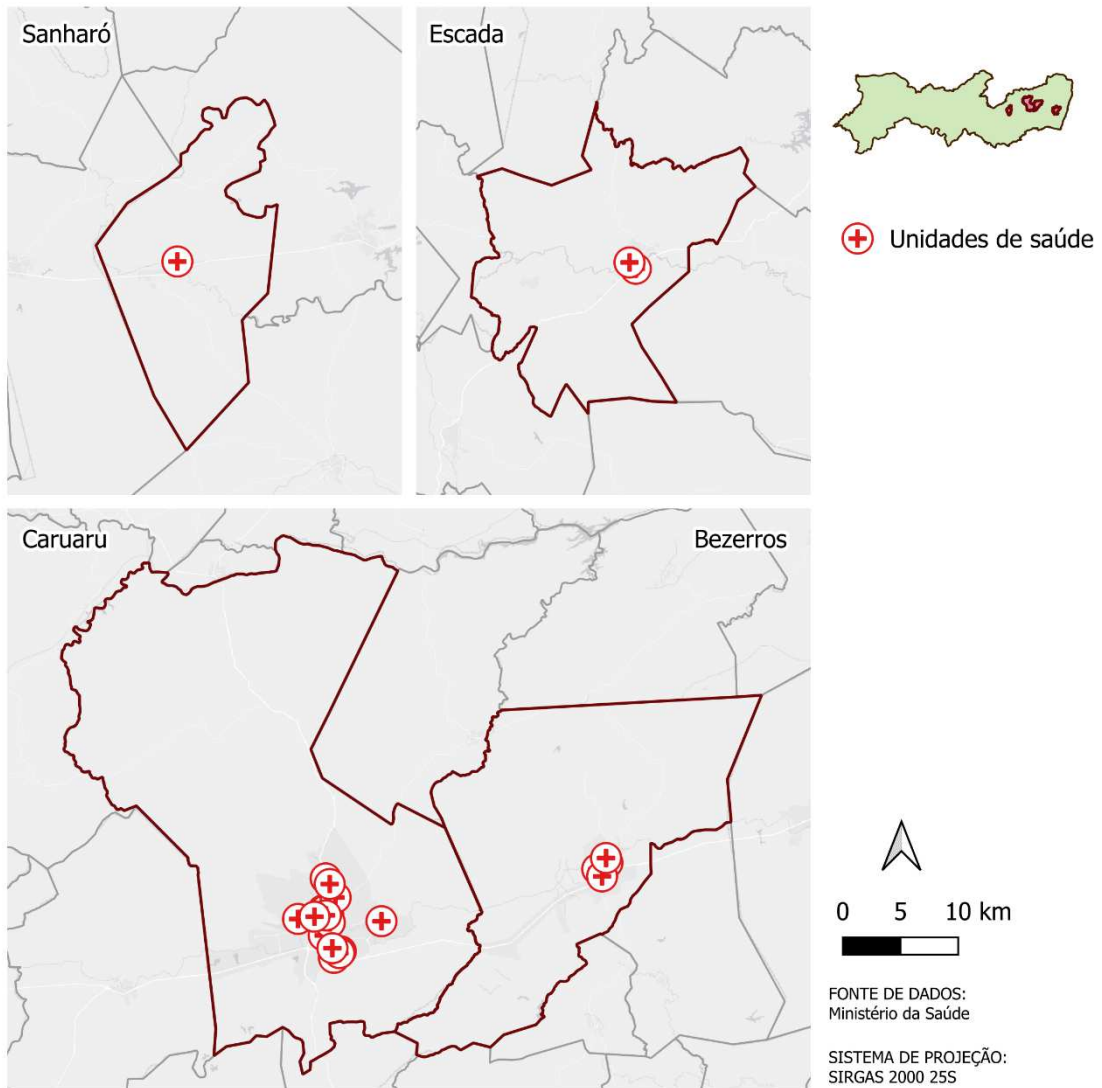 Sanharó
Escada
Unidades de saúde
Caruaru
Bezerros
0 5 10 km
FONTE DE DADOS:
Ministério da Saúde
SISTEMA DE PROJEÇÃO:
SIRGAS 2000 25S